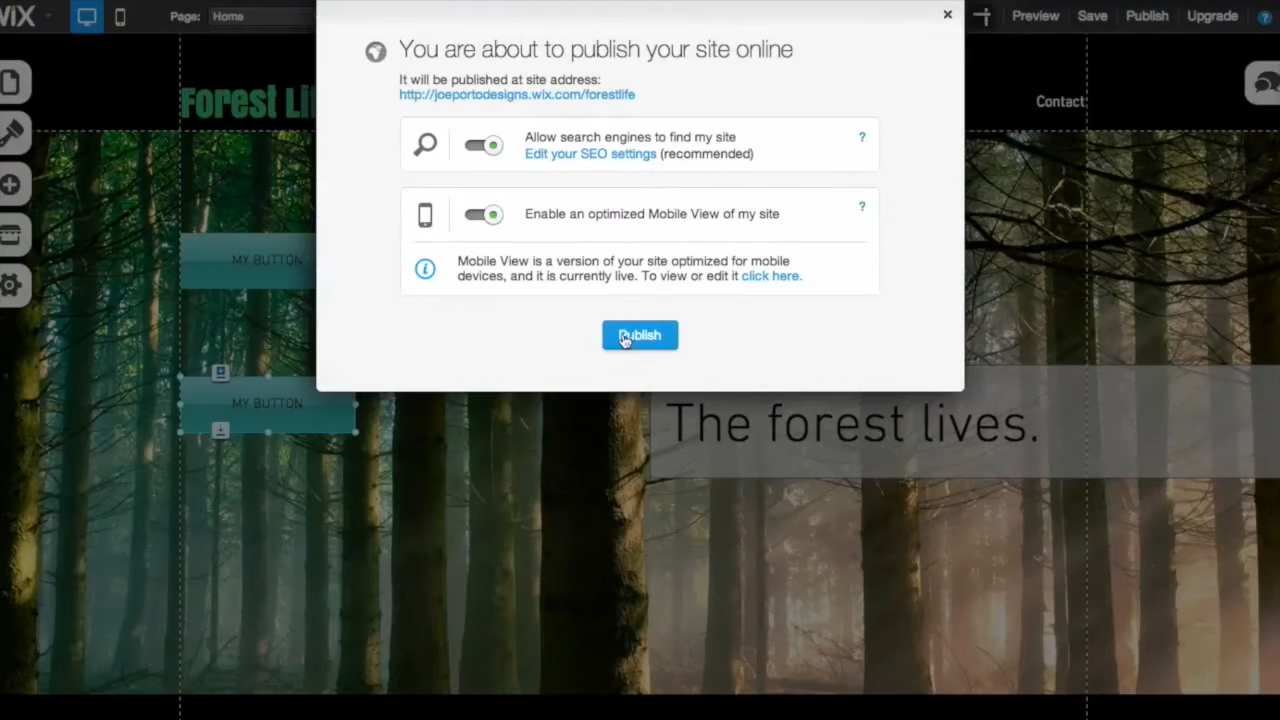 WIX
Page: Home
Preview
Save
Publish
Upgrade
?
You are about to publish your site online
It will be published at site address:
http://joeportodesigns.wix.com/forestlife
Allow search engines to find my site
?
Edit your SEO settings (recommended)
Enable an optimized Mobile View of my site
?
Mobile View is a version of your site optimized for mobile
devices, and it is currently live. To view or edit it click here.
Publish
Forest Li
Contact
MY BUTTON
MY BUTTON
The forest lives.